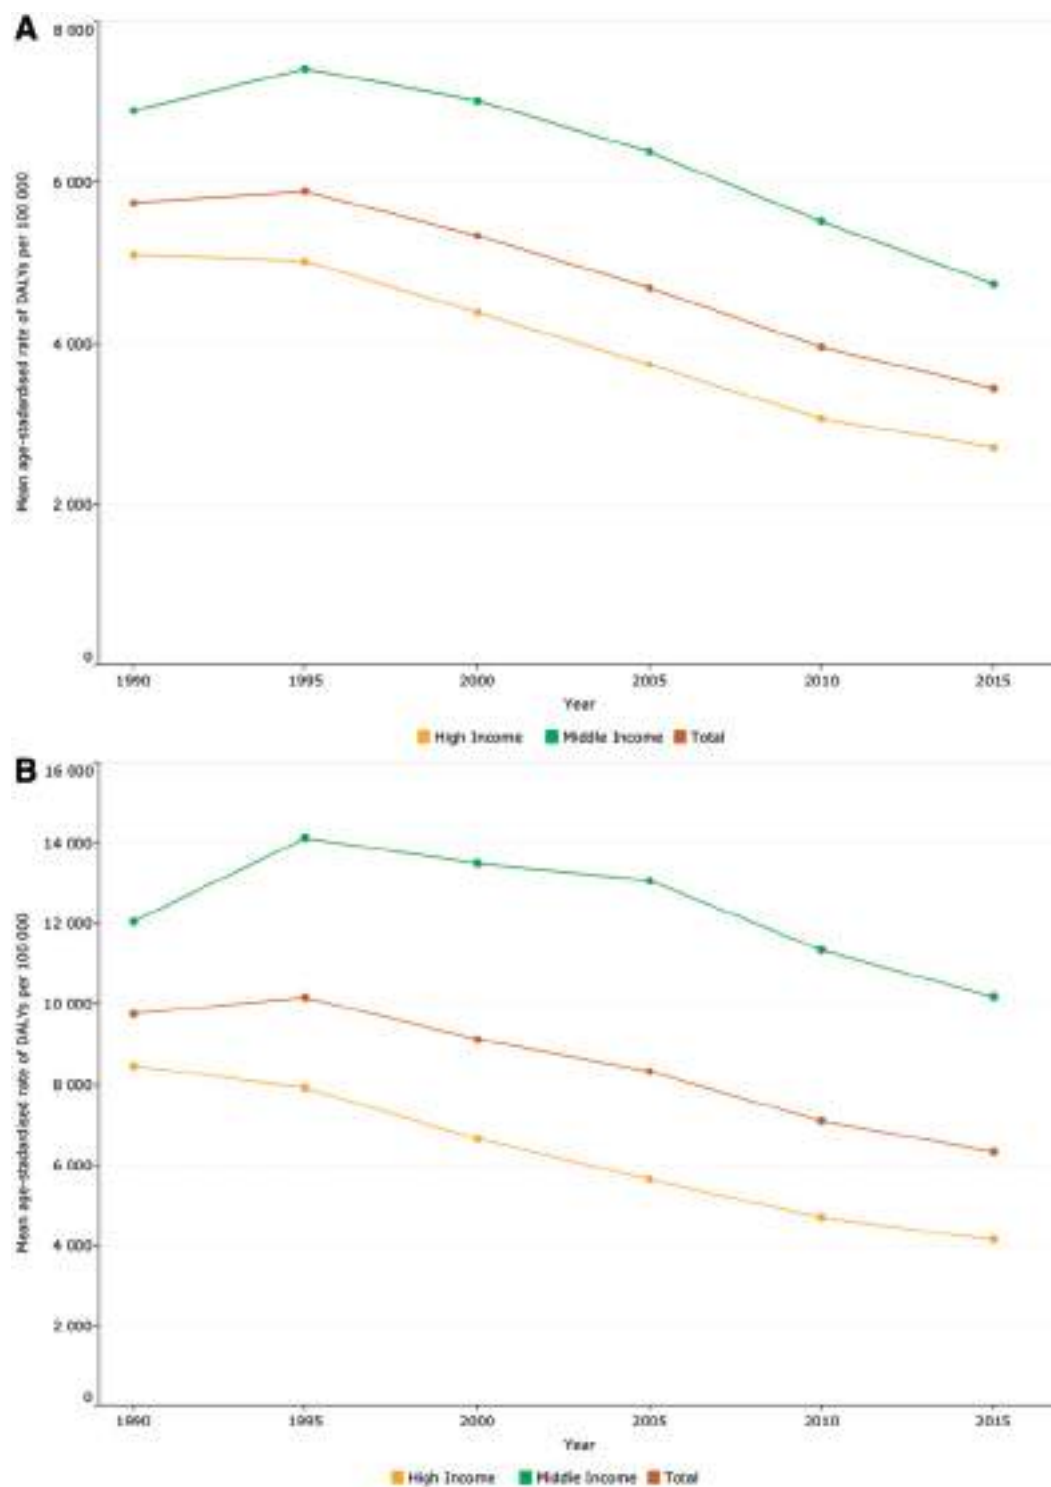 A
8 000
6 000
4 000
2 000
0
Mean age-stadardised rate of DALYs per 100 000
1990 1995 2000 2005 2010 2015
Year
High Income Middle Income Total
B
16 000
14 000
12 000
10 000
8 000
6 000
4 000
2 000
0
Mean age-stadardised rate of DALYs per 100 000
1990 1995 2000 2005 2010 2015
Year
High Income Middle Income Total